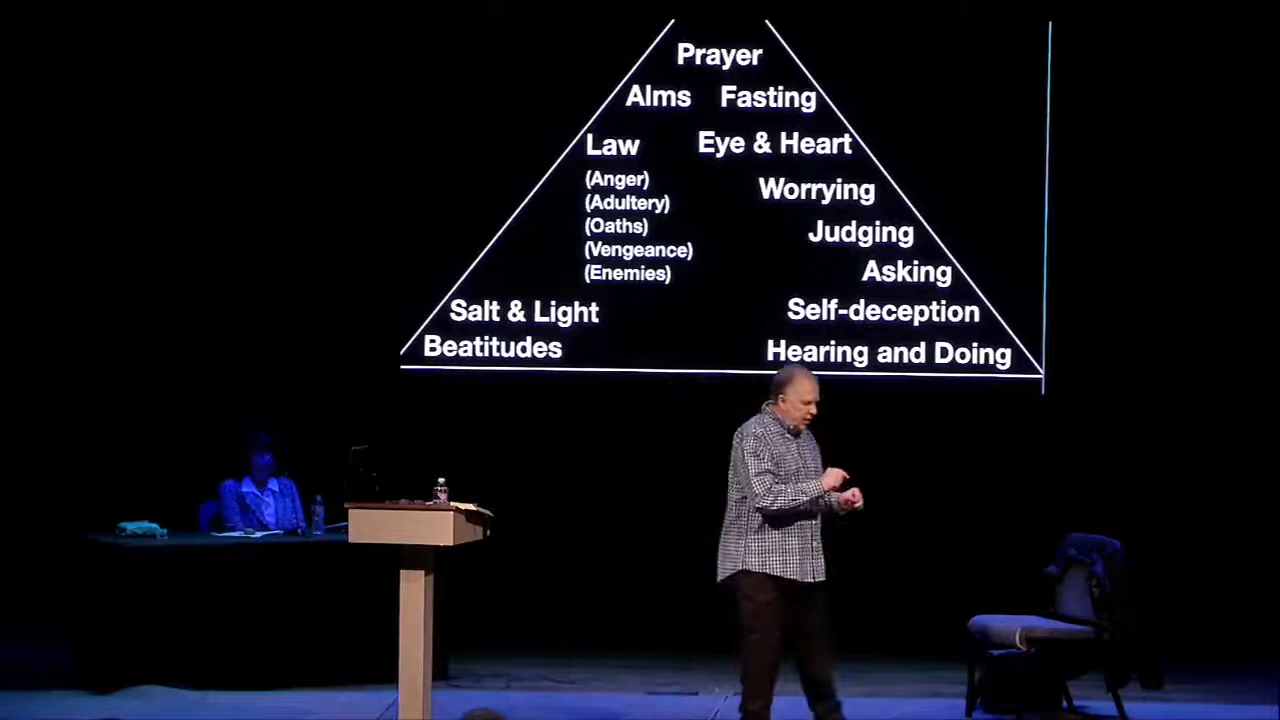 Prayer
Alms Fasting
Law Eye & Heart
(Anger)
Worrying
(Adultery)
(Oaths)
Judging
(Vengeance)
(Enemies)
Asking
Salt & Light Self-deception
Beatitudes Hearing and Doing